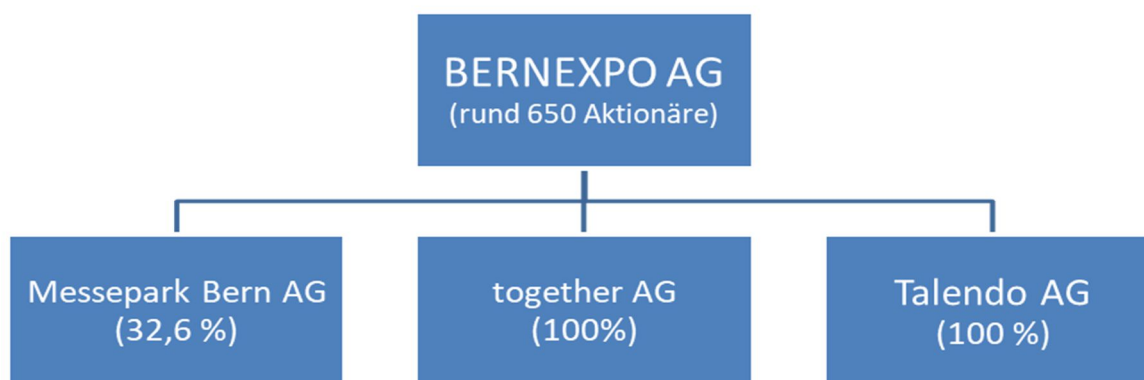 BERNEXPO AG
(rund 650 Aktionäre)
Messepark Bern AG
(32,6 %)
together AG
(100%)
Talendo AG
(100 %)